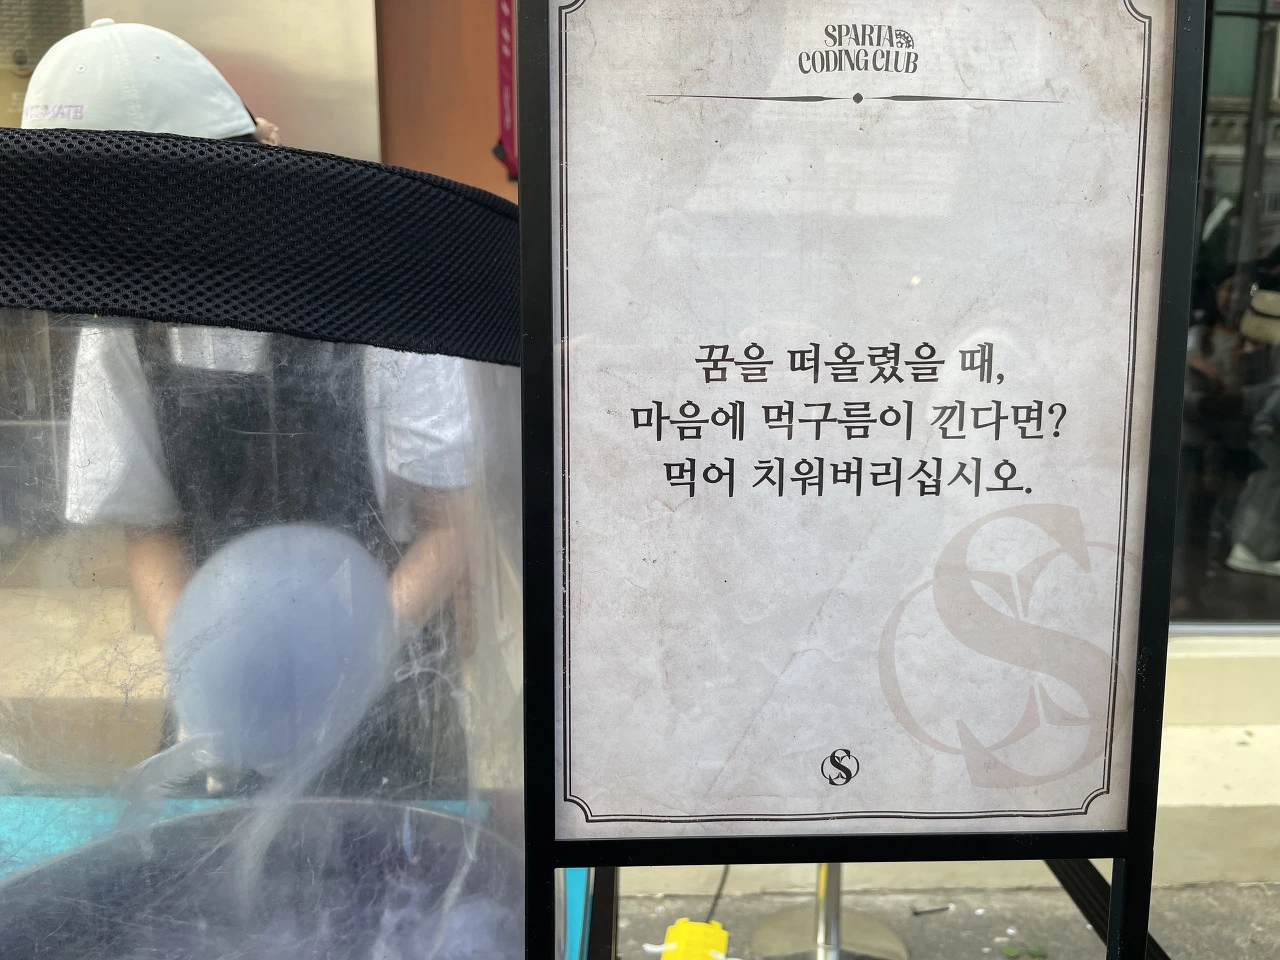 SPARTA
CODING CLUB
꿈을 떠올렸을 때,
마음에 먹구름이 낀다면?
먹어 치워버리십시오.